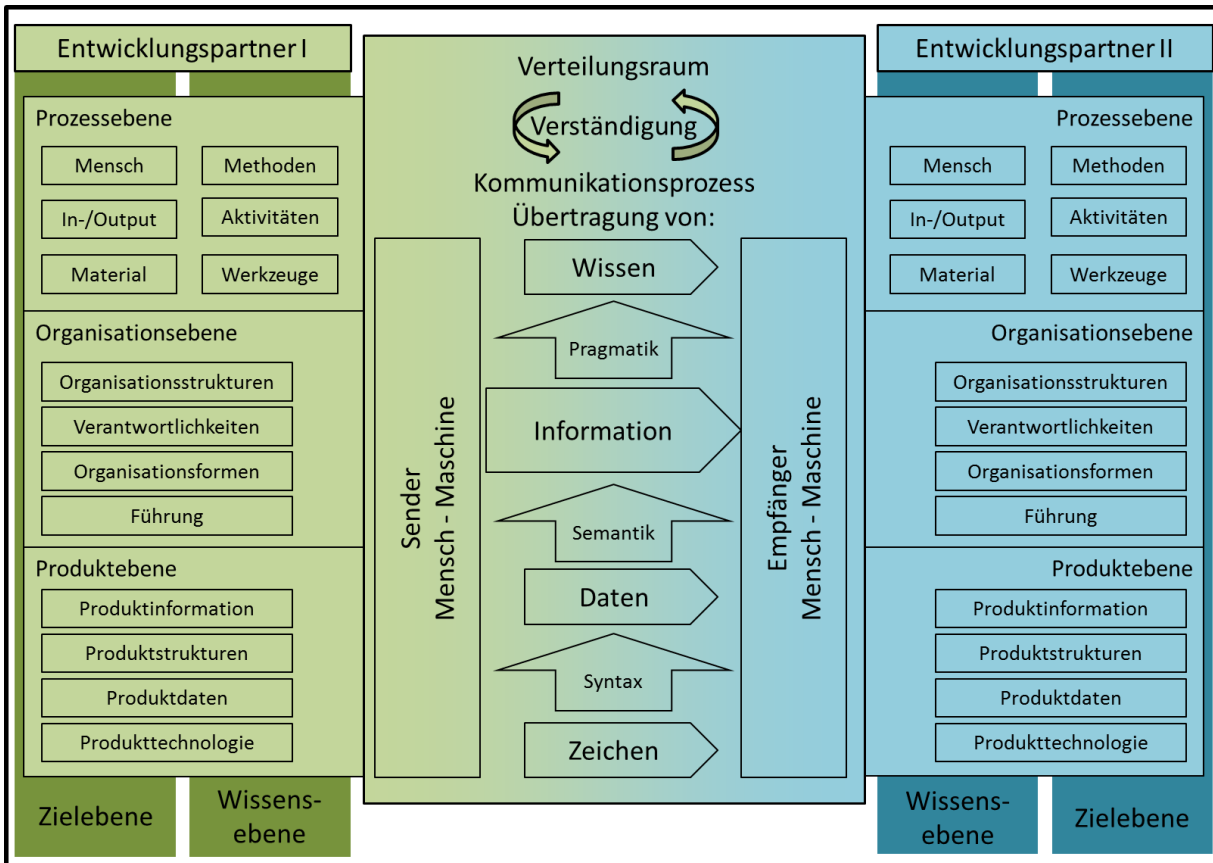 Entwicklungspartner I
Prozessebene
Mensch
Methoden
In-/Output
Aktivitäten
Material
Werkzeuge
Organisationsebene
Organisationsstrukturen
Verantwortlichkeiten
Organisationsformen
Führung
Produktebene
Produktinformation
Produktstrukturen
Produktdaten
Produkttechnologie
Zielebene
Wissens-
ebene
Verteilungsraum
Verständigung
Kommunikationsprozess
Übertragung von:
Sender
Mensch - Maschine
Wissen
Pragmatik
Information
Semantik
Daten
Syntax
Zeichen
Empfänger
Mensch - Maschine
Entwicklungspartner II
Prozessebene
Mensch
Methoden
In-/Output
Aktivitäten
Material
Werkzeuge
Organisationsebene
Organisationsstrukturen
Verantwortlichkeiten
Organisationsformen
Führung
Produktebene
Produktinformation
Produktstrukturen
Produktdaten
Produkttechnologie
Wissens-
ebene
Zielebene